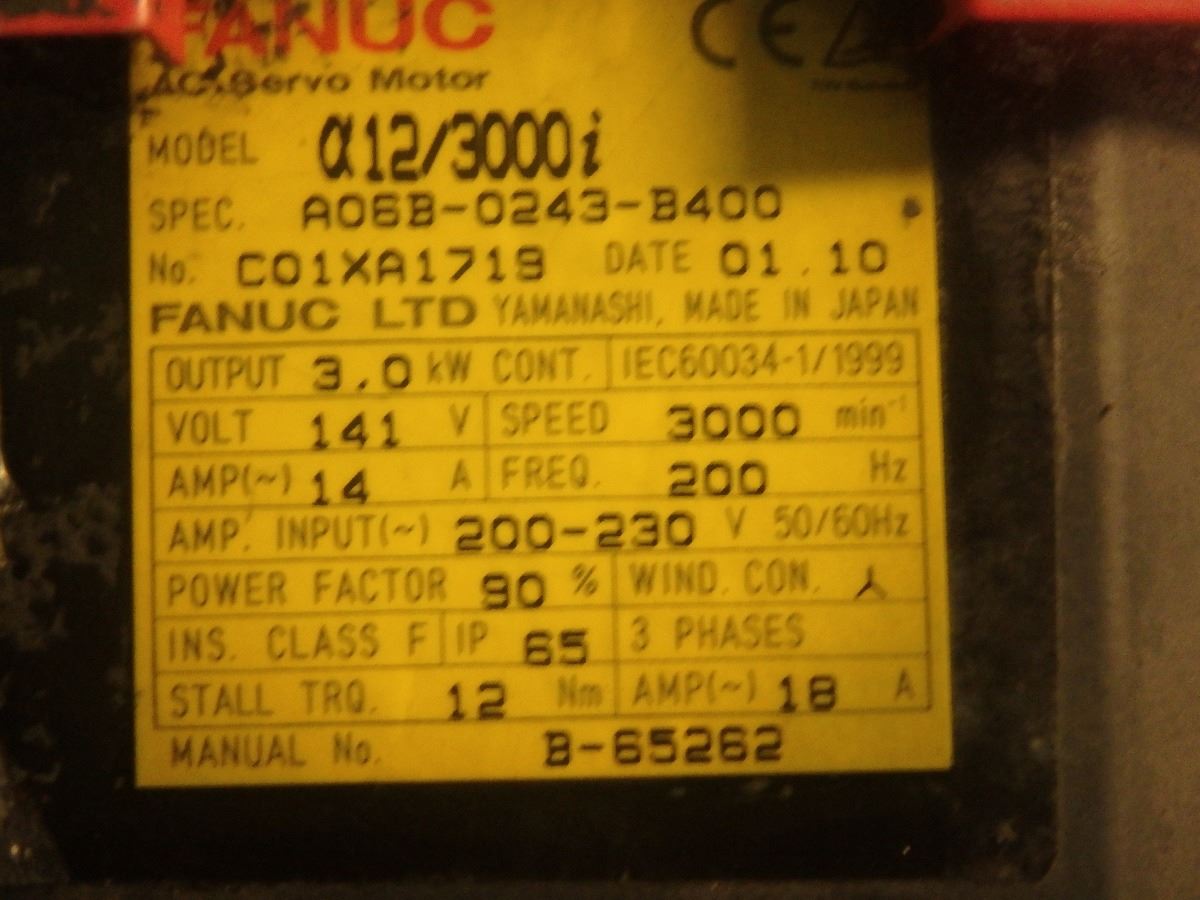 FANUC CE
AC Servo Motor
MODEL α12/3000i
SPEC. A06B-0243-B400
No. C01XA1719 DATE 01.10
FANUC LTD YAMANASHI, MADE IN JAPAN
OUTPUT 3.0 kW CONT. IEC60034-1/1999
VOLT 141 V SPEED 3000 min⁻¹
AMP(~) 14 A FREQ. 200 Hz
AMP. INPUT(~) 200-230 V 50/60Hz
POWER FACTOR 90 % WIND. CON.
INS. CLASS F IP 65 3 PHASES
STALL TRQ. 12 Nm AMP(~) 18 A
MANUAL No. B-65262